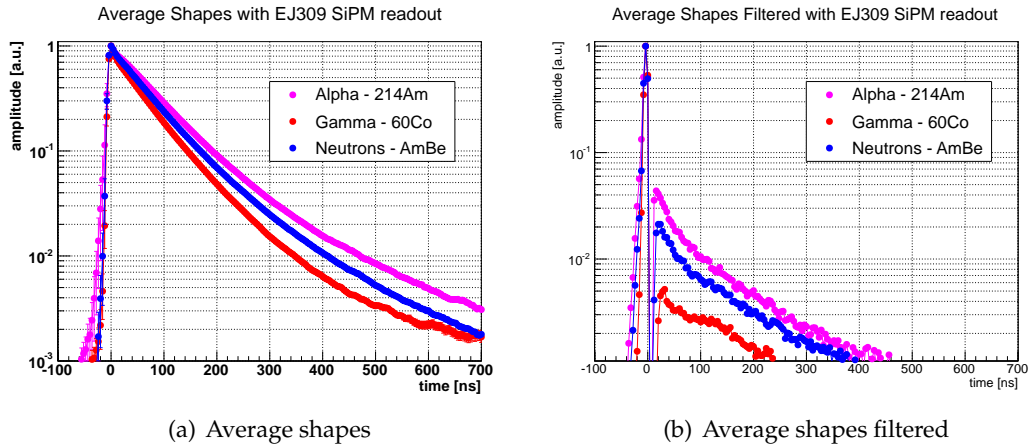 Average Shapes with EJ309 SiPM readout
amplitude [a.u.]
1
10-1
10-2
10-3
Alpha - 214Am
Gamma - 60Co
Neutrons - AmBe
-100 0 100 200 300 400 500 600 700
time [ns]
(a) Average shapes
Average Shapes Filtered with EJ309 SiPM readout
amplitude [a.u.]
1
10-1
10-2
Alpha - 214Am
Gamma - 60Co
Neutrons - AmBe
-100 0 100 200 300 400 500 600 700
time [ns]
(b) Average shapes filtered